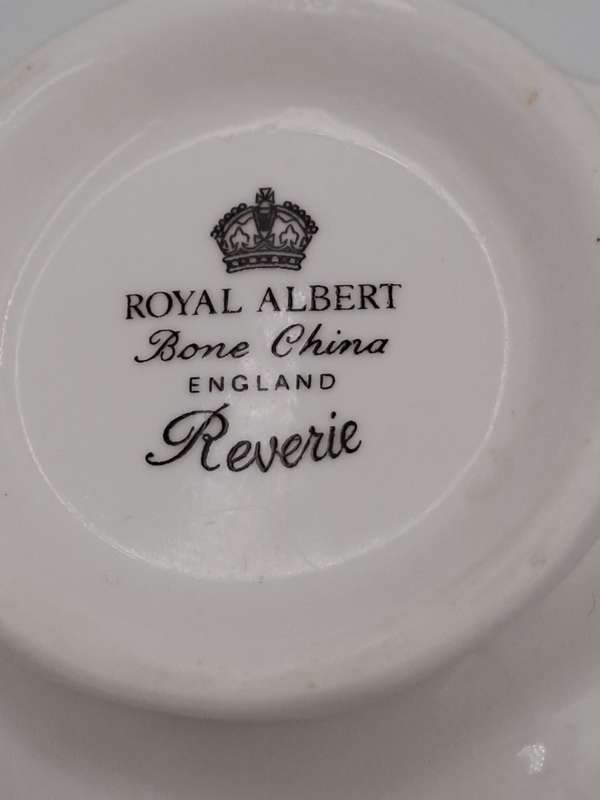 ROYAL ALBERT
Bone China
ENGLAND
Reverie